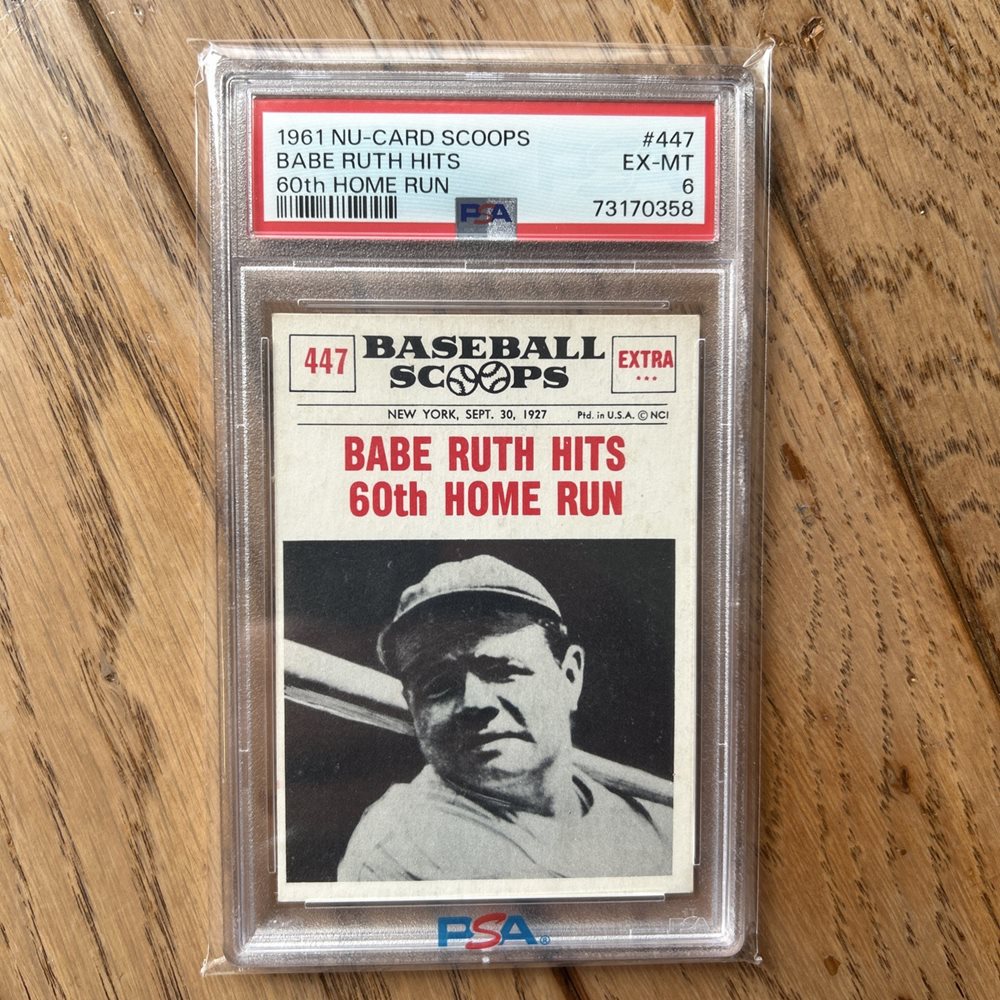 1961 NU-CARD SCOOPS #447
BABE RUTH HITS EX-MT
60th HOME RUN 6
PSA 73170358
447 BASEBALL SCOOPS EXTRA
NEW YORK, SEPT. 30, 1927 Ptd. in U.S.A. © NCI
BABE RUTH HITS
60th HOME RUN
PSA®